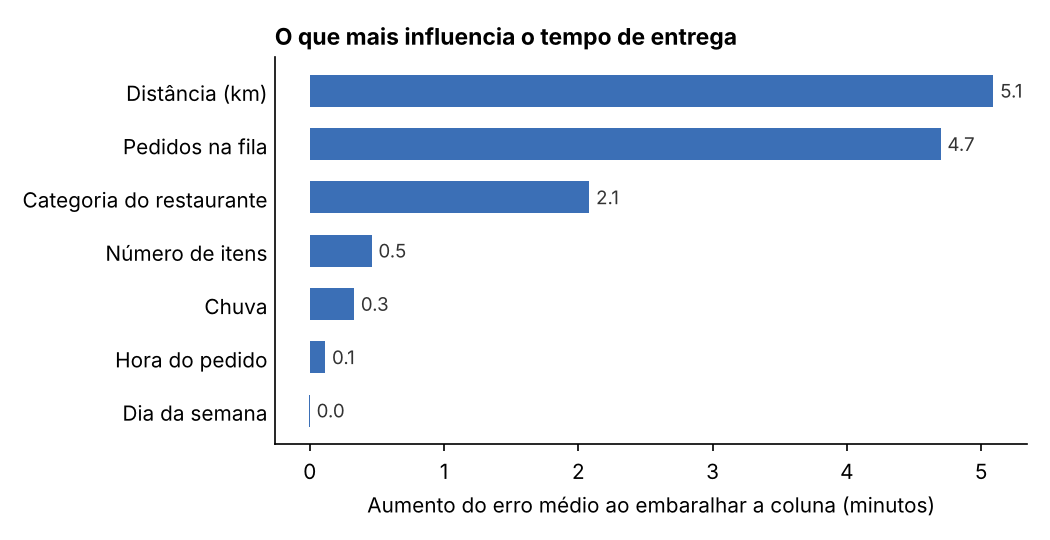 O que mais influencia o tempo de entrega
Distância (km)
5.1
Pedidos na fila
4.7
Categoria do restaurante
2.1
Número de itens
0.5
Chuva
0.3
Hora do pedido
0.1
Dia da semana
0.0
0 1 2 3 4 5
Aumento do erro médio ao embaralhar a coluna (minutos)